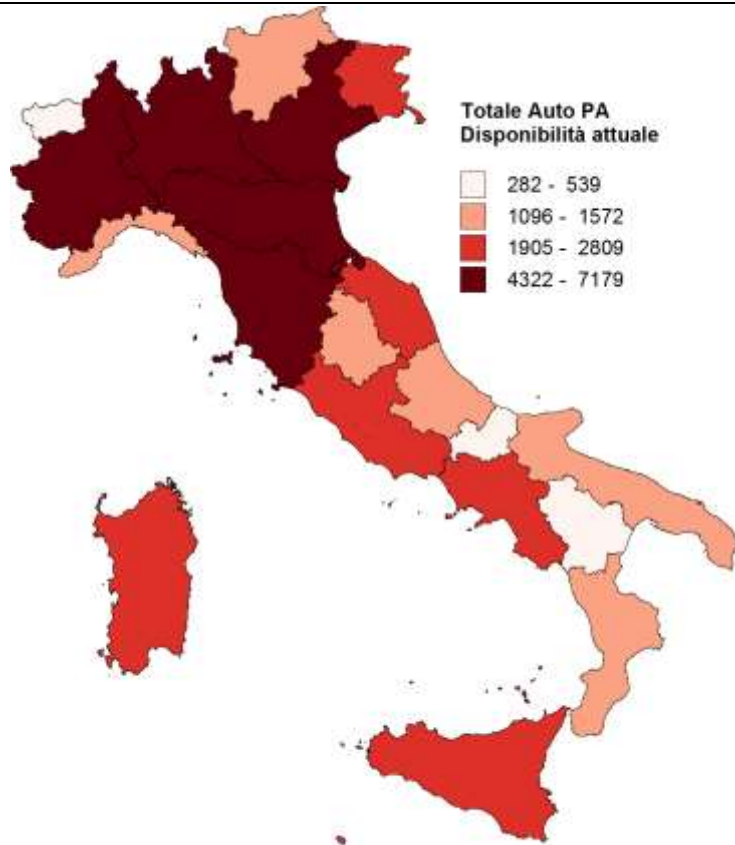 Totale Auto PA
Disponibilità attuale
282 - 539
1096 - 1572
1905 - 2809
4322 - 7179